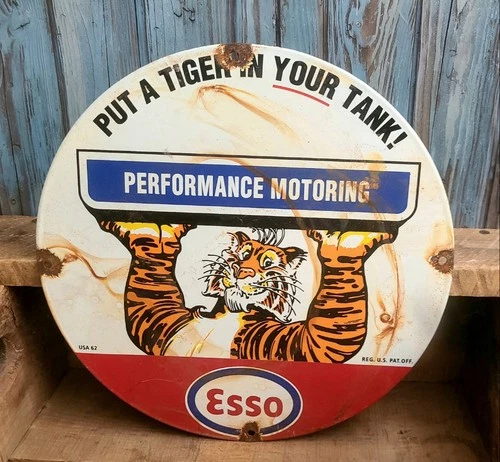 PUT A TIGER IN YOUR TANK!
PERFORMANCE MOTORING
USA 62
REG. U.S. PAT. OFF.
Esso